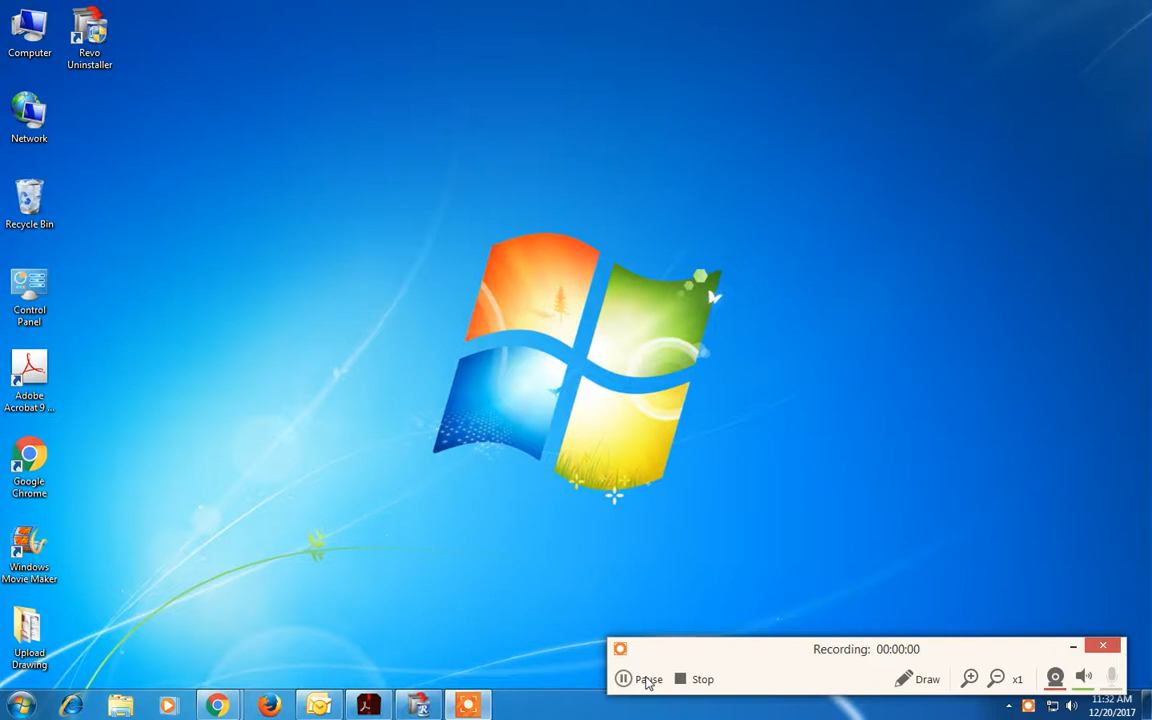 Computer
Revo
Uninstaller
Network
Recycle Bin
Control
Panel
Adobe
Acrobat 9 ...
Google
Chrome
Windows
Movie Maker
Upload
Drawing
Recording: 00:00:00
Pause
Stop
Draw
x1
11:32 AM
12/20/2017